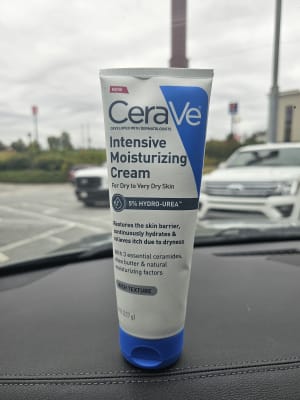 NEW
CeraVe
DEVELOPED WITH DERMATOLOGISTS
Intensive
Moisturizing
Cream
For Dry to Very Dry Skin
5% HYDRO-UREA™
Restores the skin barrier,
continuously hydrates &
relieves itch due to dryness
With 3 essential ceramides,
shea butter & natural
moisturizing factors
RICH TEXTURE